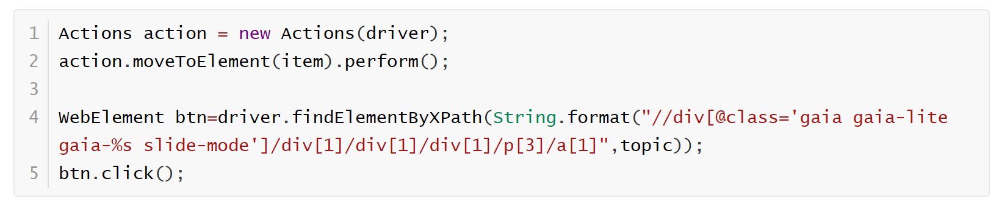 1 Actions action = new Actions(driver);
2 action.moveToElement(item).perform();
3
4 WebElement btn=driver.findElementByXPath(String.format("//div[@class='gaia gaia-lite
gaia-%s slide-mode']/div[1]/div[1]/div[1]/p[3]/a[1]",topic));
5 btn.click();